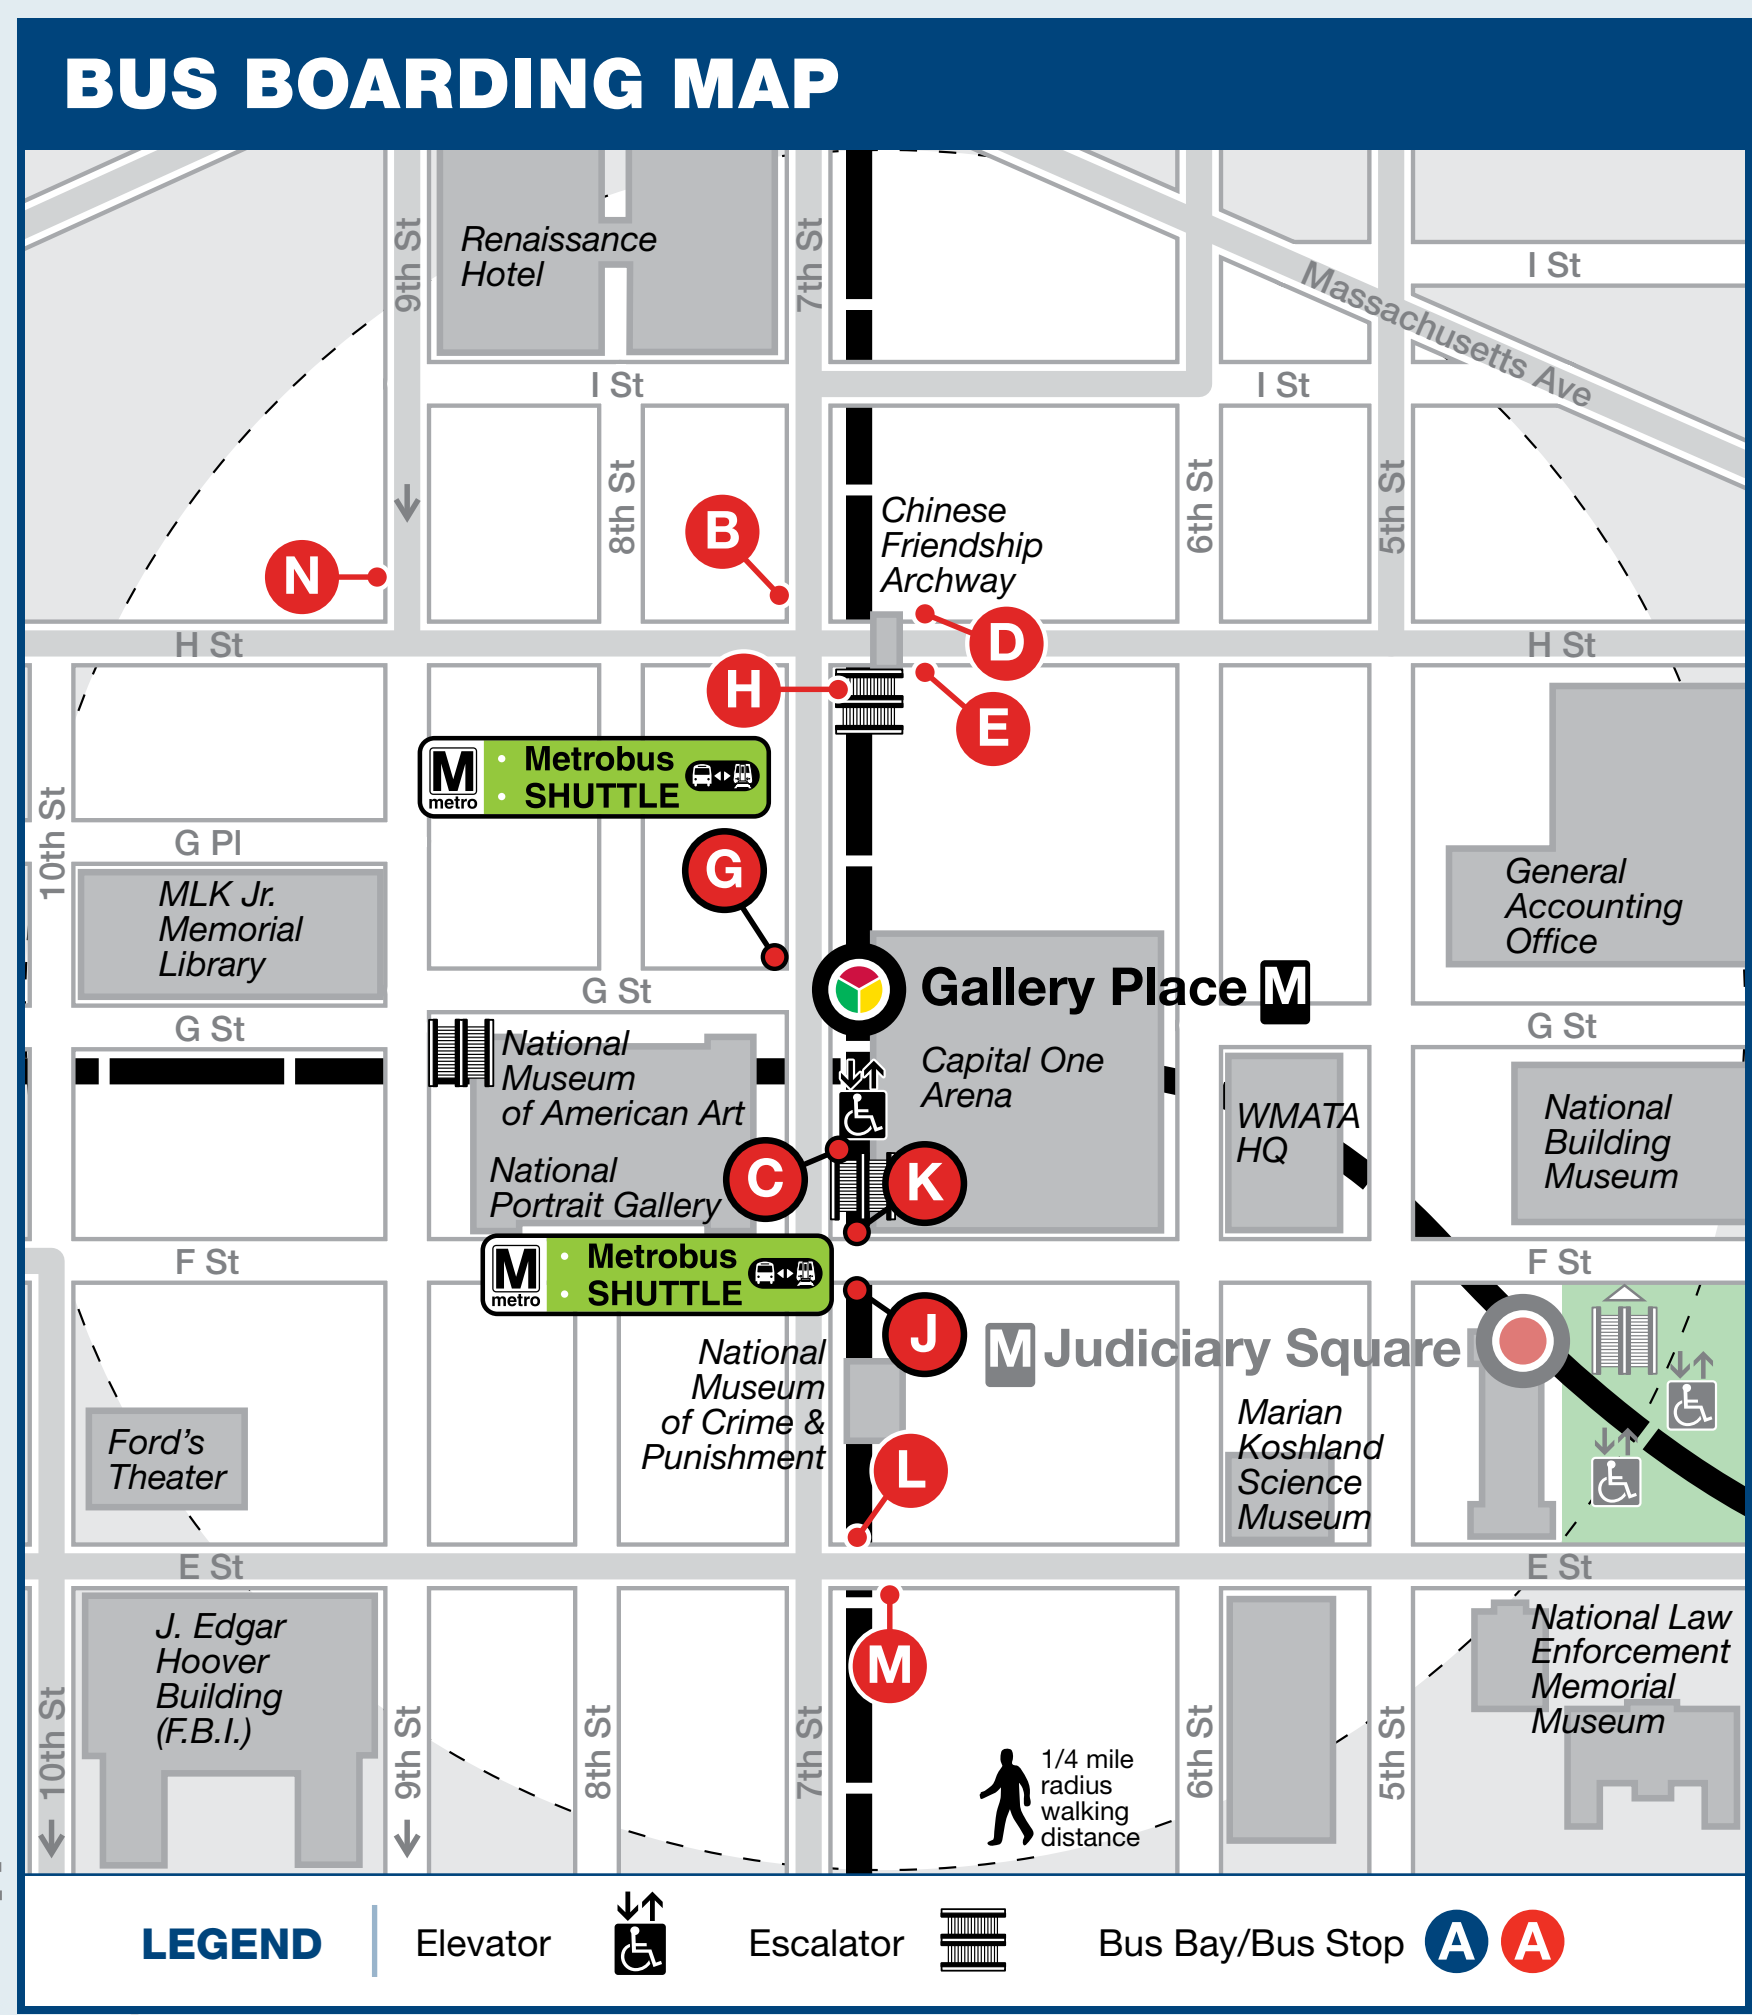 BUS BOARDING MAP
9th St
Renaissance
Hotel
7th St
I St
Massachusetts Ave
I St
I St
8th St
6th St
5th St
Chinese
Friendship
Archway
B
N
D
H St
H St
H
E
M
metro
Metrobus
SHUTTLE
10th St
G Pl
G
MLK Jr.
Memorial
Library
General
Accounting
Office
G St
Gallery Place M
G St
G St
National
Museum
of American Art
Capital One
Arena
WMATA
HQ
National
Building
Museum
National
Portrait Gallery
C
K
F St
F St
M
metro
Metrobus
SHUTTLE
J
M Judiciary Square
National
Museum
of Crime &
Punishment
L
Marian
Koshland
Science
Museum
Ford's
Theater
E St
E St
J. Edgar
Hoover
Building
(F.B.I.)
M
National Law
Enforcement
Memorial
Museum
10th St
9th St
8th St
7th St
6th St
5th St
1/4 mile
radius
walking
distance
LEGEND
Elevator
Escalator
Bus Bay/Bus Stop
A
A